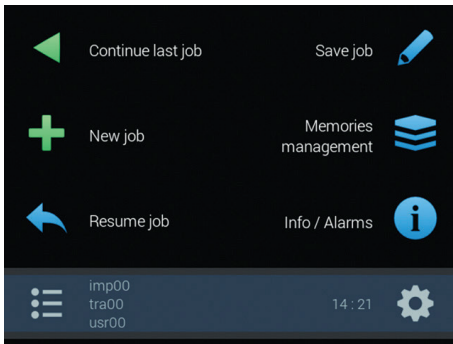 Continue last job
Save job
New job
Memories
management
Resume job
Info / Alarms
i
imp00
tra00
usr00
14 : 21